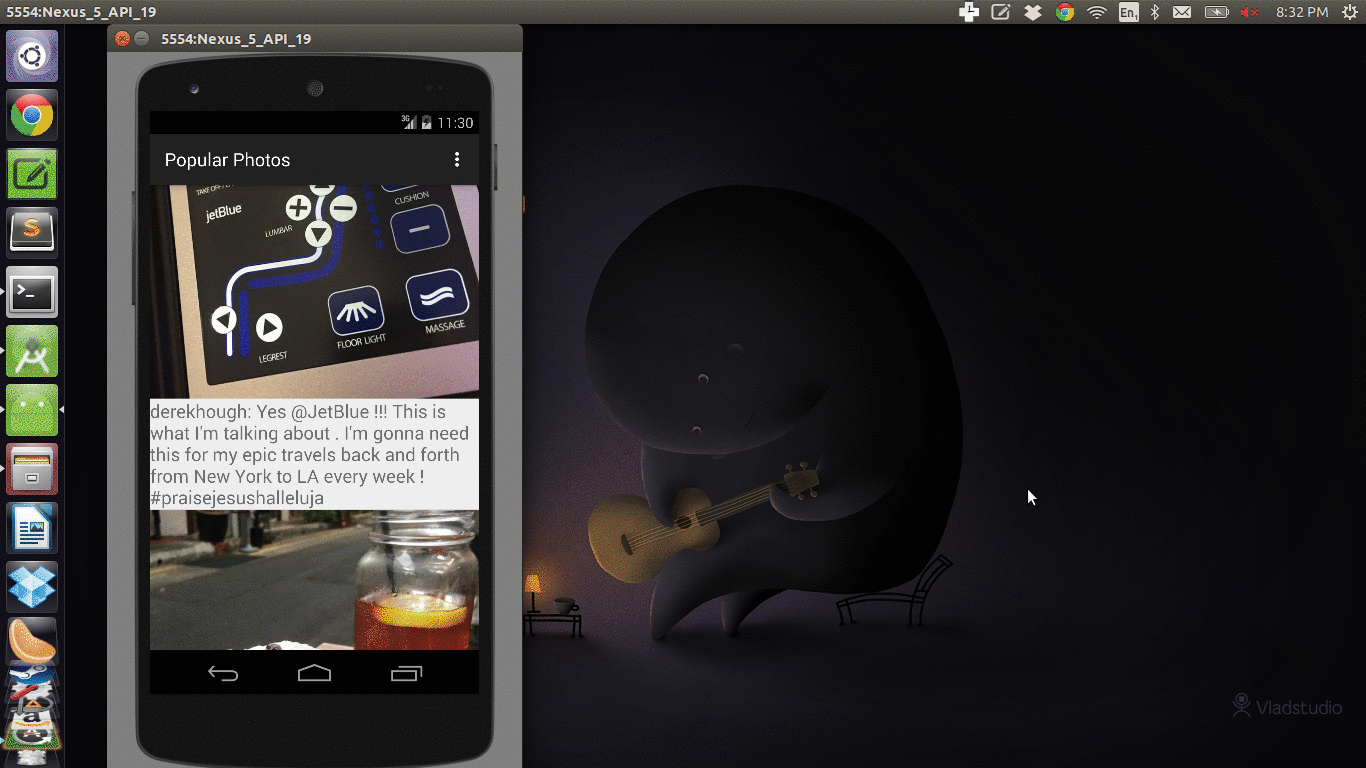 5554:Nexus_5_API_19
En1
8:32 PM
5554:Nexus_5_API_19
3G
11:30
Popular Photos
TAKE OFF/
jetBlue
CUSHION
LUMBAR
LEGREST
FLOOR LIGHT
MASSAGE
derekhough: Yes @JetBlue !!! This is
what I'm talking about . I'm gonna need
this for my epic travels back and forth
from New York to LA every week !
#praisejesushalleluja
Vladstudio